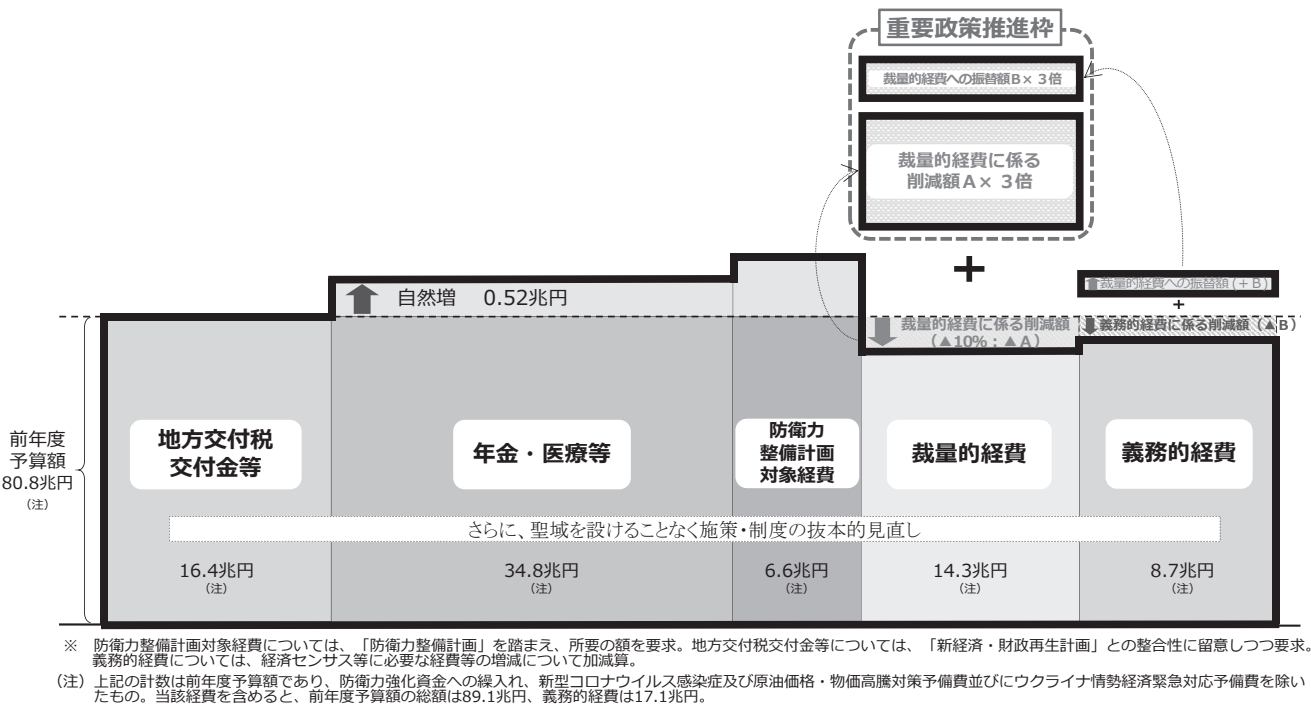 重要政策推進枠
裁量的経費への振替額B×3倍
裁量的経費に係る
削減額A×3倍
+
自然増 0.52兆円
裁量的経費への振替額(+B)
+
裁量的経費に係る削減額
(▲10%:▲A)
義務的経費に係る削減額(▲B)
前年度
予算額
80.8兆円
(注)
地方交付税
交付金等
年金・医療等
防衛力
整備計画
対象経費
裁量的経費
義務的経費
さらに、聖域を設けることなく施策・制度の抜本的見直し
16.4兆円
(注)
34.8兆円
(注)
6.6兆円
(注)
14.3兆円
(注)
8.7兆円
(注)
※ 防衛力整備計画対象経費については、「防衛力整備計画」を踏まえ、所要の額を要求。地方交付税交付金等については、「新経済・財政再生計画」との整合性に留意しつつ要求。
義務的経費については、経済センサス等に必要な経費等の増減について加減算。
(注)上記の計数は前年度予算額であり、防衛力強化資金への繰入れ、新型コロナウイルス感染症及び原油価格・物価高騰対策予備費並びにウクライナ情勢経済緊急対応予備費を除い
たもの。当該経費を含めると、前年度予算額の総額は89.1兆円、義務的経費は17.1兆円。